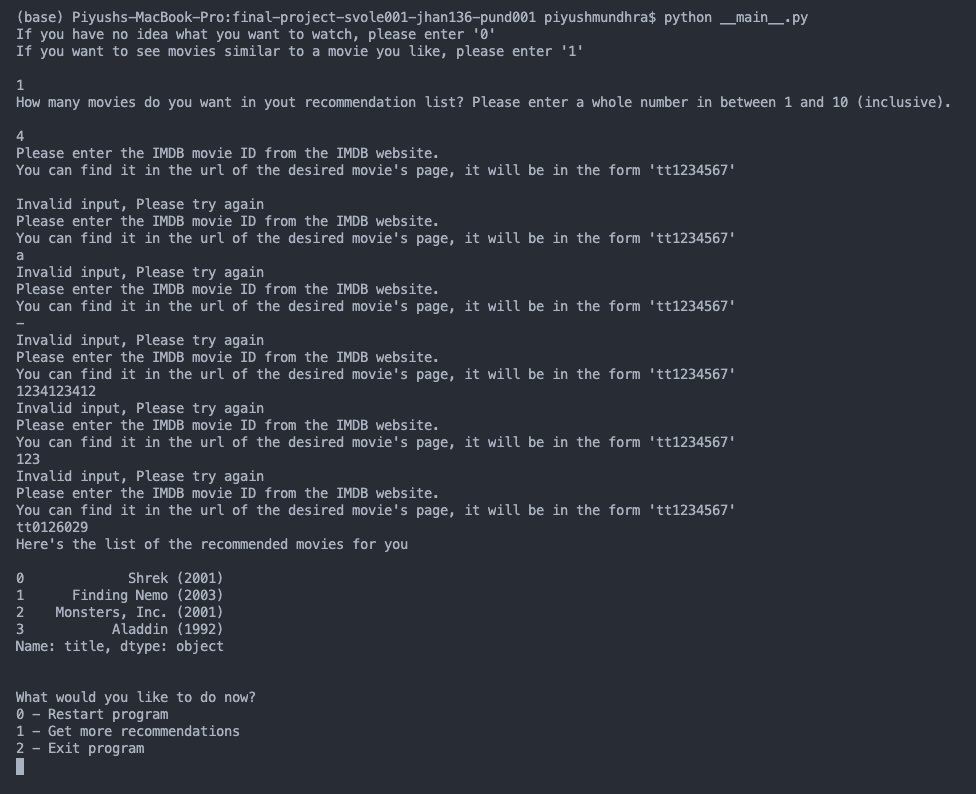 (base) Piyushs-MacBook-Pro:final-project-svole001-jhan136-pund001 piyushmundhra$ python __main__.py
If you have no idea what you want to watch, please enter '0'
If you want to see movies similar to a movie you like, please enter '1'
1
How many movies do you want in yout recommendation list? Please enter a whole number in between 1 and 10 (inclusive).
4
Please enter the IMDB movie ID from the IMDB website.
You can find it in the url of the desired movie's page, it will be in the form 'tt1234567'
Invalid input, Please try again
Please enter the IMDB movie ID from the IMDB website.
You can find it in the url of the desired movie's page, it will be in the form 'tt1234567'
a
Invalid input, Please try again
Please enter the IMDB movie ID from the IMDB website.
You can find it in the url of the desired movie's page, it will be in the form 'tt1234567'
–
Invalid input, Please try again
Please enter the IMDB movie ID from the IMDB website.
You can find it in the url of the desired movie's page, it will be in the form 'tt1234567'
1234123412
Invalid input, Please try again
Please enter the IMDB movie ID from the IMDB website.
You can find it in the url of the desired movie's page, it will be in the form 'tt1234567'
123
Invalid input, Please try again
Please enter the IMDB movie ID from the IMDB website.
You can find it in the url of the desired movie's page, it will be in the form 'tt1234567'
tt0126029
Here's the list of the recommended movies for you
0             Shrek (2001)
1      Finding Nemo (2003)
2    Monsters, Inc. (2001)
3           Aladdin (1992)
Name: title, dtype: object
What would you like to do now?
0 – Restart program
1 – Get more recommendations
2 – Exit program